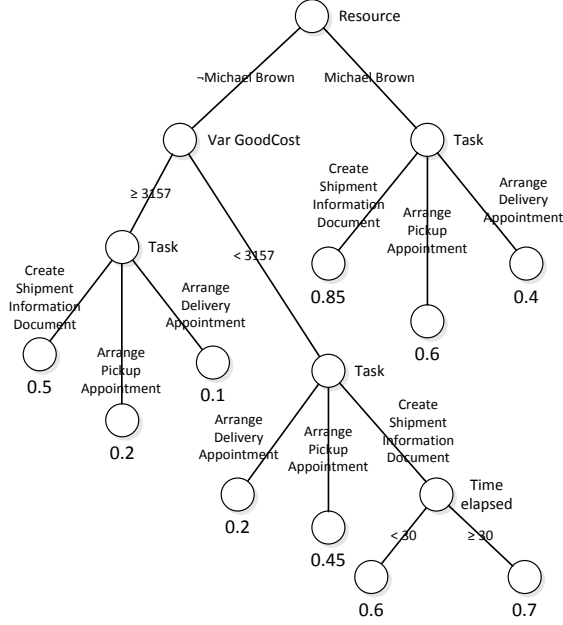 Resource
¬Michael Brown
Michael Brown
Var GoodCost
Task
≥ 3157
< 3157
Create
Shipment
Information
Document
Arrange
Pickup
Appointment
Arrange
Delivery
Appointment
0.85
0.6
0.4
Task
Create
Shipment
Information
Document
Arrange
Pickup
Appointment
Arrange
Delivery
Appointment
0.5
0.2
0.1
Task
Arrange
Delivery
Appointment
Arrange
Pickup
Appointment
Create
Shipment
Information
Document
0.2
0.45
Time
elapsed
< 30
≥ 30
0.6
0.7